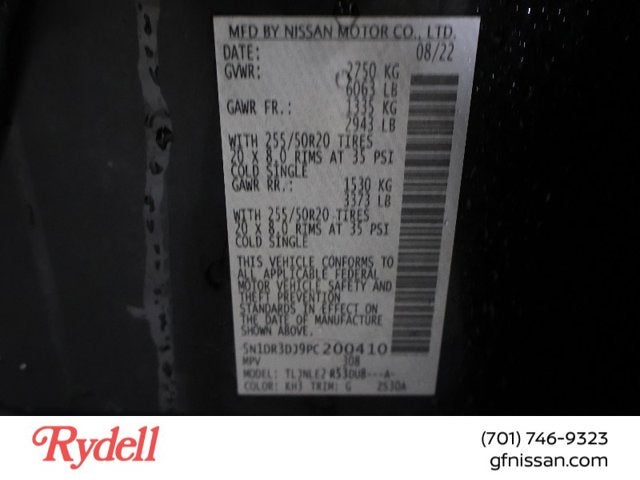 MFD BY NISSAN MOTOR CO., LTD.
DATE: 08/22
GVWR: 2750 KG
6063 LB
GAWR FR.: 1335 KG
2943 LB
WITH 255/50R20 TIRES
20 X 8.0 RIMS AT 35 PSI
COLD SINGLE
GAWR RR.: 1530 KG
3373 LB
WITH 255/50R20 TIRES
20 X 8.0 RIMS AT 35 PSI
COLD SINGLE
THIS VEHICLE CONFORMS TO
ALL APPLICABLE FEDERAL
MOTOR VEHICLE SAFETY AND
THEFT PREVENTION
STANDARDS IN EFFECT ON
THE DATE OF MANUFACTURE
SHOWN ABOVE.
5N1DR3DJ9PC200410
MPV 308
MODEL: TLJNLE2 R53DUB---A-
COLOR: KH3 TRIM: G 2530A
Rydell
(701) 746-9323
gfnissan.com